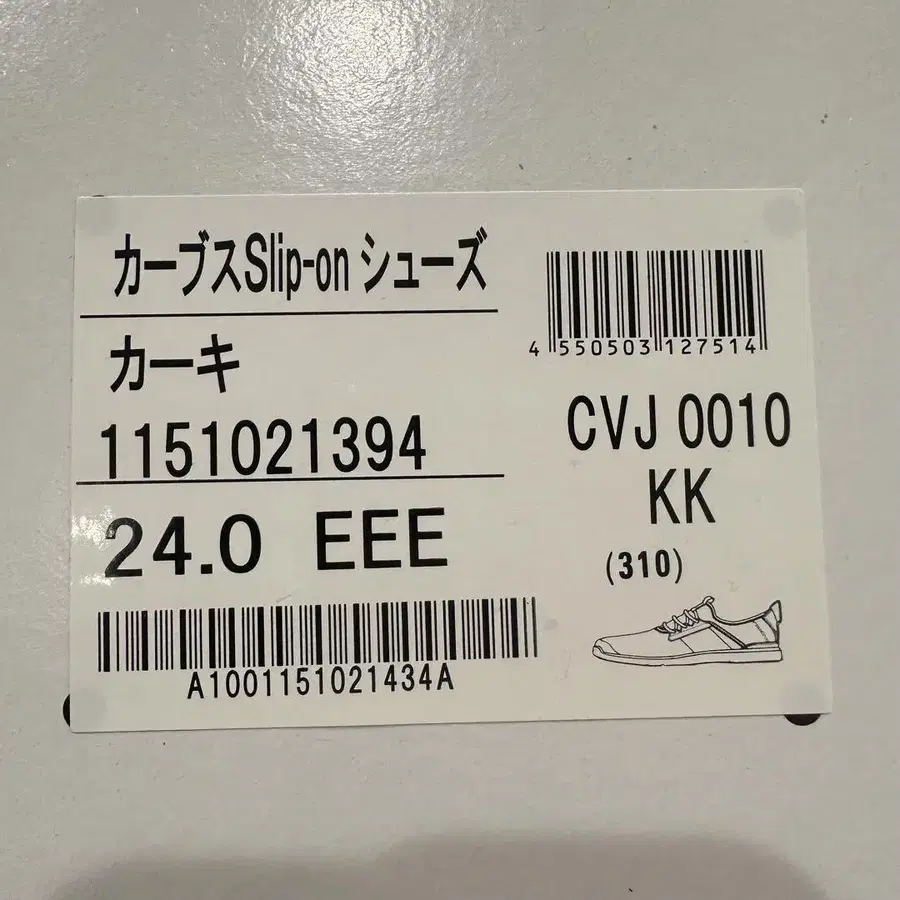 カーブスSlip-on シューズ
カーキ
1151021394
24.0 EEE
A1001151021434A
4 550503 127514
CVJ 0010
KK
(310)